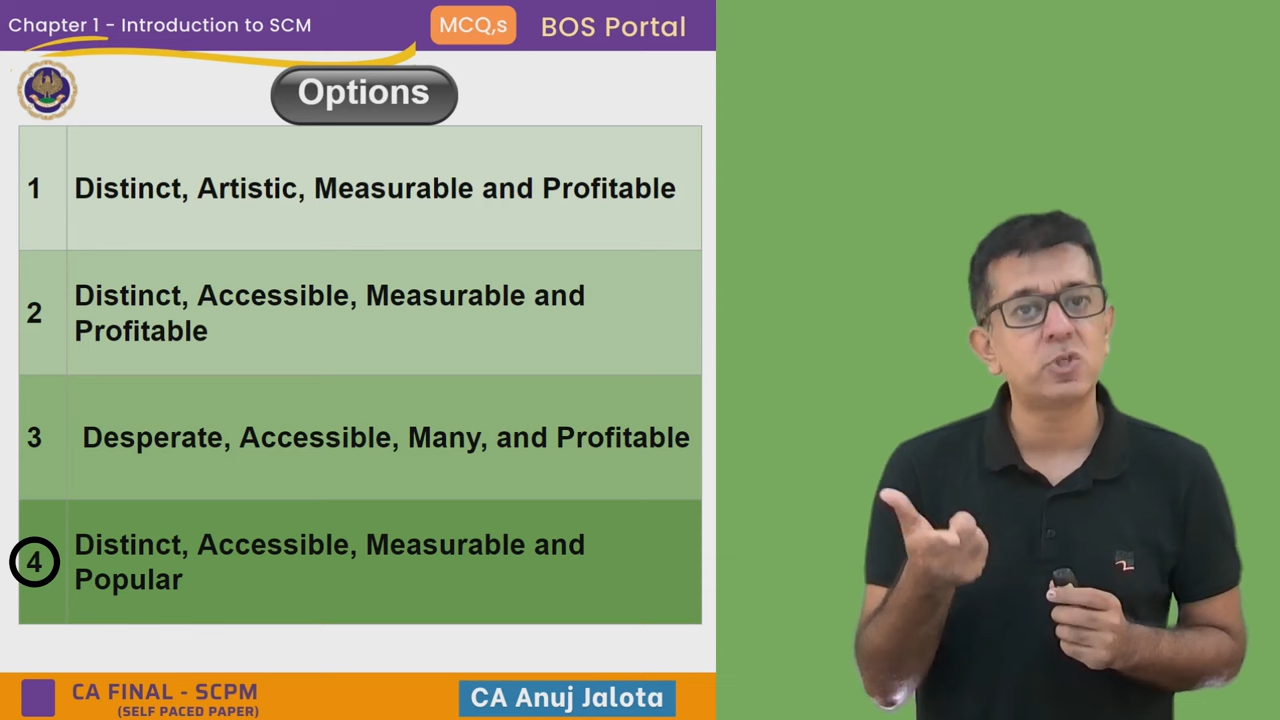 Chapter 1 - Introduction to SCM
MCQ,s
BOS Portal
Options
1
Distinct, Artistic, Measurable and Profitable
2
Distinct, Accessible, Measurable and
Profitable
3
Desperate, Accessible, Many, and Profitable
4
Distinct, Accessible, Measurable and
Popular
CA FINAL - SCPM
(SELF PACED PAPER)
CA Anuj Jalota